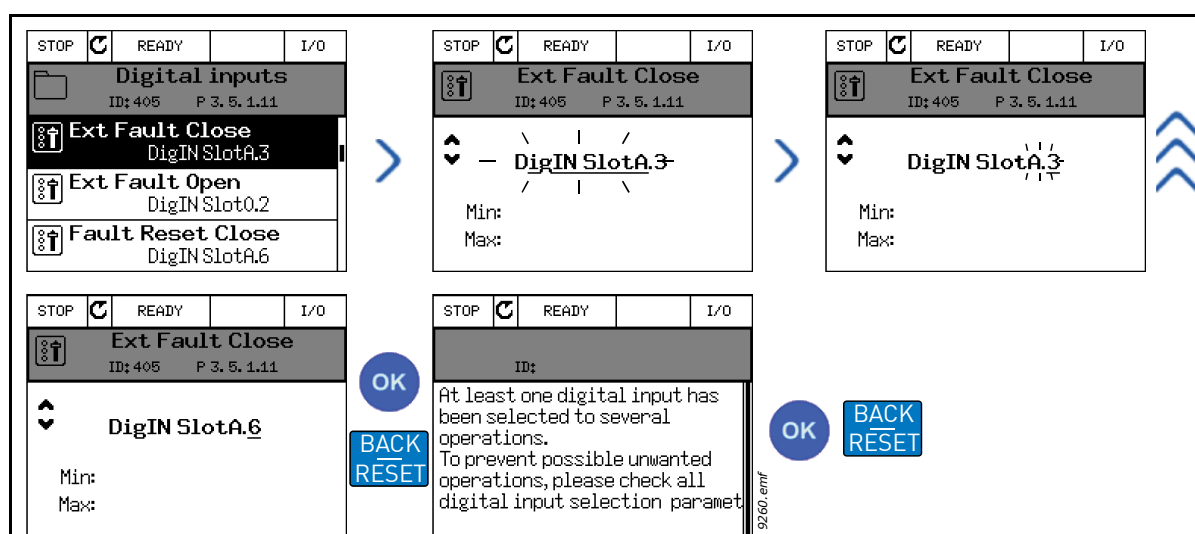 STOP READY I/O
Digital inputs
ID: 405 P 3. 5. 1.11
Ext Fault Close
DigIN SlotA.3
Ext Fault Open
DigIN Slot0.2
Fault Reset Close
DigIN SlotA.6
STOP READY I/O
Ext Fault Close
ID: 405 P 3. 5. 1.11
DigIN SlotA.3
Min:
Max:
STOP READY I/O
Ext Fault Close
ID: 405 P 3. 5. 1.11
DigIN SlotA.3
Min:
Max:
STOP READY I/O
Ext Fault Close
ID: 405 P 3. 5. 1.11
DigIN SlotA.6
Min:
Max:
OK
BACK
RESET
STOP READY I/O
ID:
At least one digital input has
been selected to several
operations.
To prevent possible unwanted
operations, please check all
digital input selection paramet
OK
BACK
RESET
9260.emf